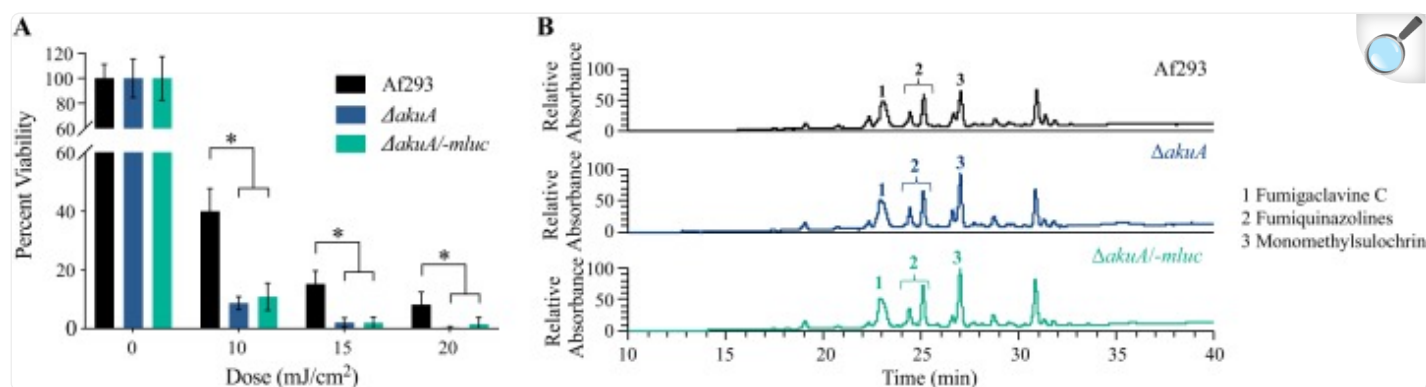 A
120
100
80
60
60
40
20
0
Percent Viability
0 10 15 20
Dose (mJ/cm²)
Af293
ΔakuA
ΔakuA/-mluc
*
*
*
B
Af293
Relative
Absorbance
100
50
0
1 2 3
ΔakuA
Relative
Absorbance
100
50
0
1 2 3
ΔakuA/-mluc
Relative
Absorbance
100
50
0
1 2 3
10 15 20 25 30 35 40
Time (min)
1 Fumigaclavine C
2 Fumiquinazolines
3 Monomethylsulochrin